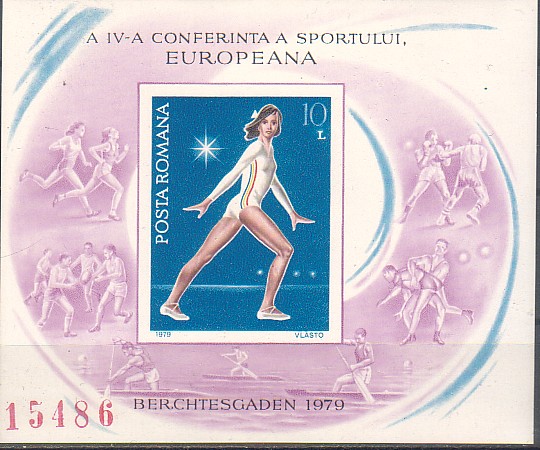 A IV-A CONFERINTA A SPORTULUI,
EUROPEANA
POSTA ROMANA
10
L
1979
VLASTO
15486
BERCHTESGADEN 1979